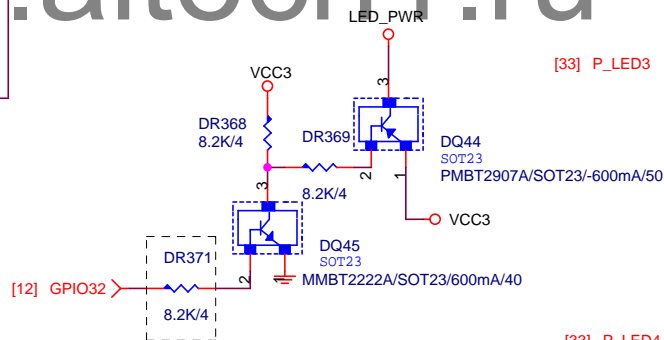 .aitech1.ru
LED_PWR
[33] P_LED3
VCC3
3
DR368
8.2K/4
DR369
DQ44
SOT23
PMBT2907A/SOT23/-600mA/50
2
1
8.2K/4
3
VCC3
DQ45
SOT23
MMBT2222A/SOT23/600mA/40
DR371
2
1
[12] GPIO32
8.2K/4
[33] P_LED4